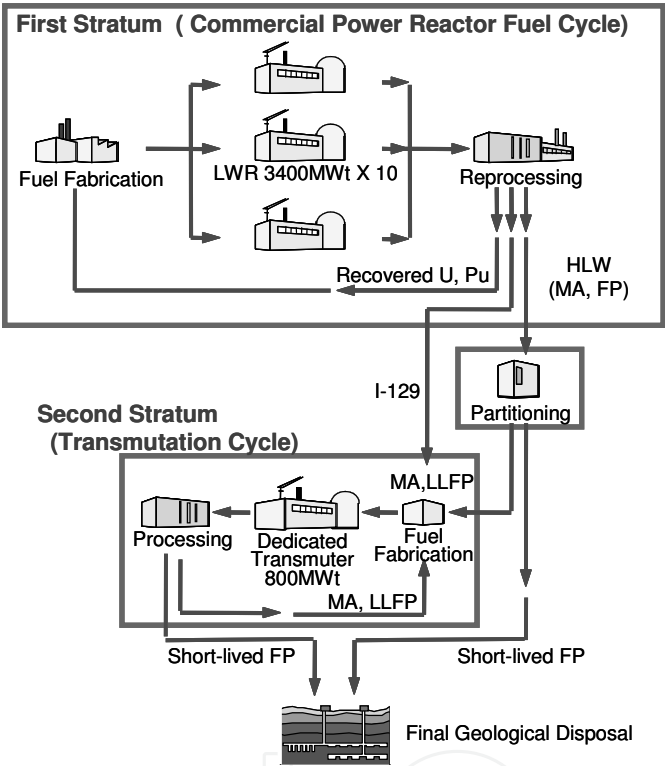 First Stratum ( Commercial Power Reactor Fuel Cycle)
Fuel Fabrication
LWR 3400MWt X 10
Reprocessing
Recovered U, Pu
HLW
(MA, FP)
I-129
Partitioning
Second Stratum
(Transmutation Cycle)
MA,LLFP
Processing
Dedicated
Transmuter
800MWt
Fuel
Fabrication
MA, LLFP
Short-lived FP
Short-lived FP
Final Geological Disposal